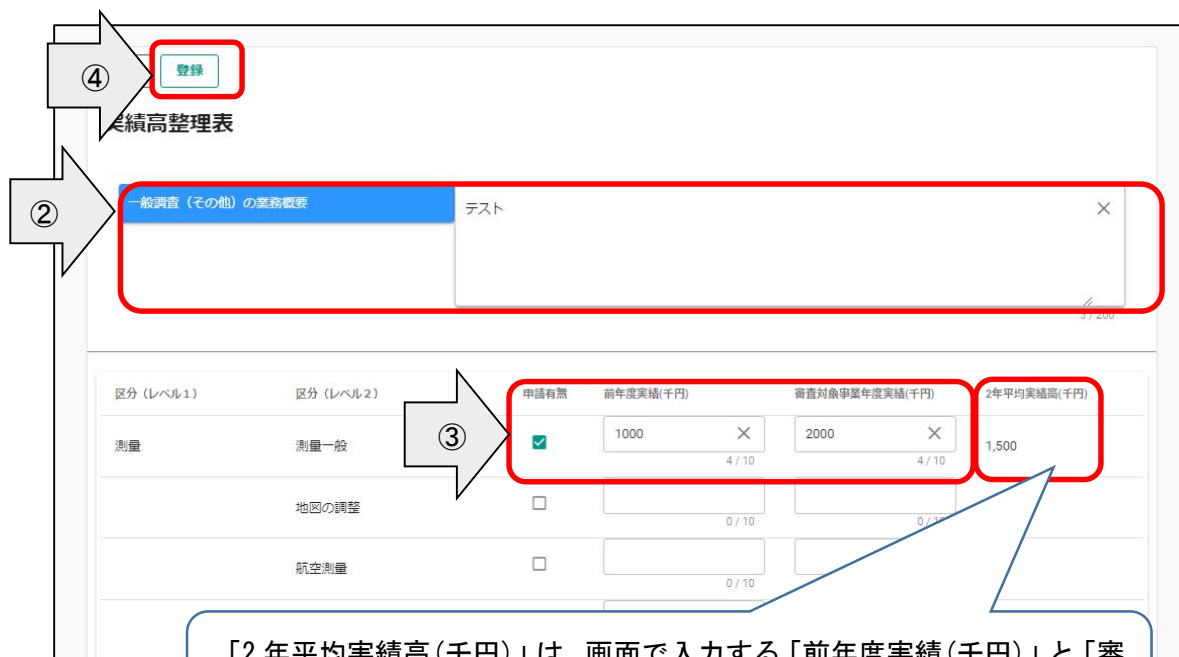 ④ 登録
実績高整理表
② 一般調査（その他）の業務概要 テスト
3 / 200
区分（レベル1） 区分（レベル2） 申請有無 前年度実績(千円) 審査対象事業年度実績(千円) 2年平均実績高(千円)
測量 測量一般 ③ 1000 2000 1,500
4 / 10 4 / 10
地図の調整
0 / 10 0 / 10
航空測量
0 / 10
「2 年平均実績高(千円)」は、画面で入力する「前年度実績(千円)」と「審